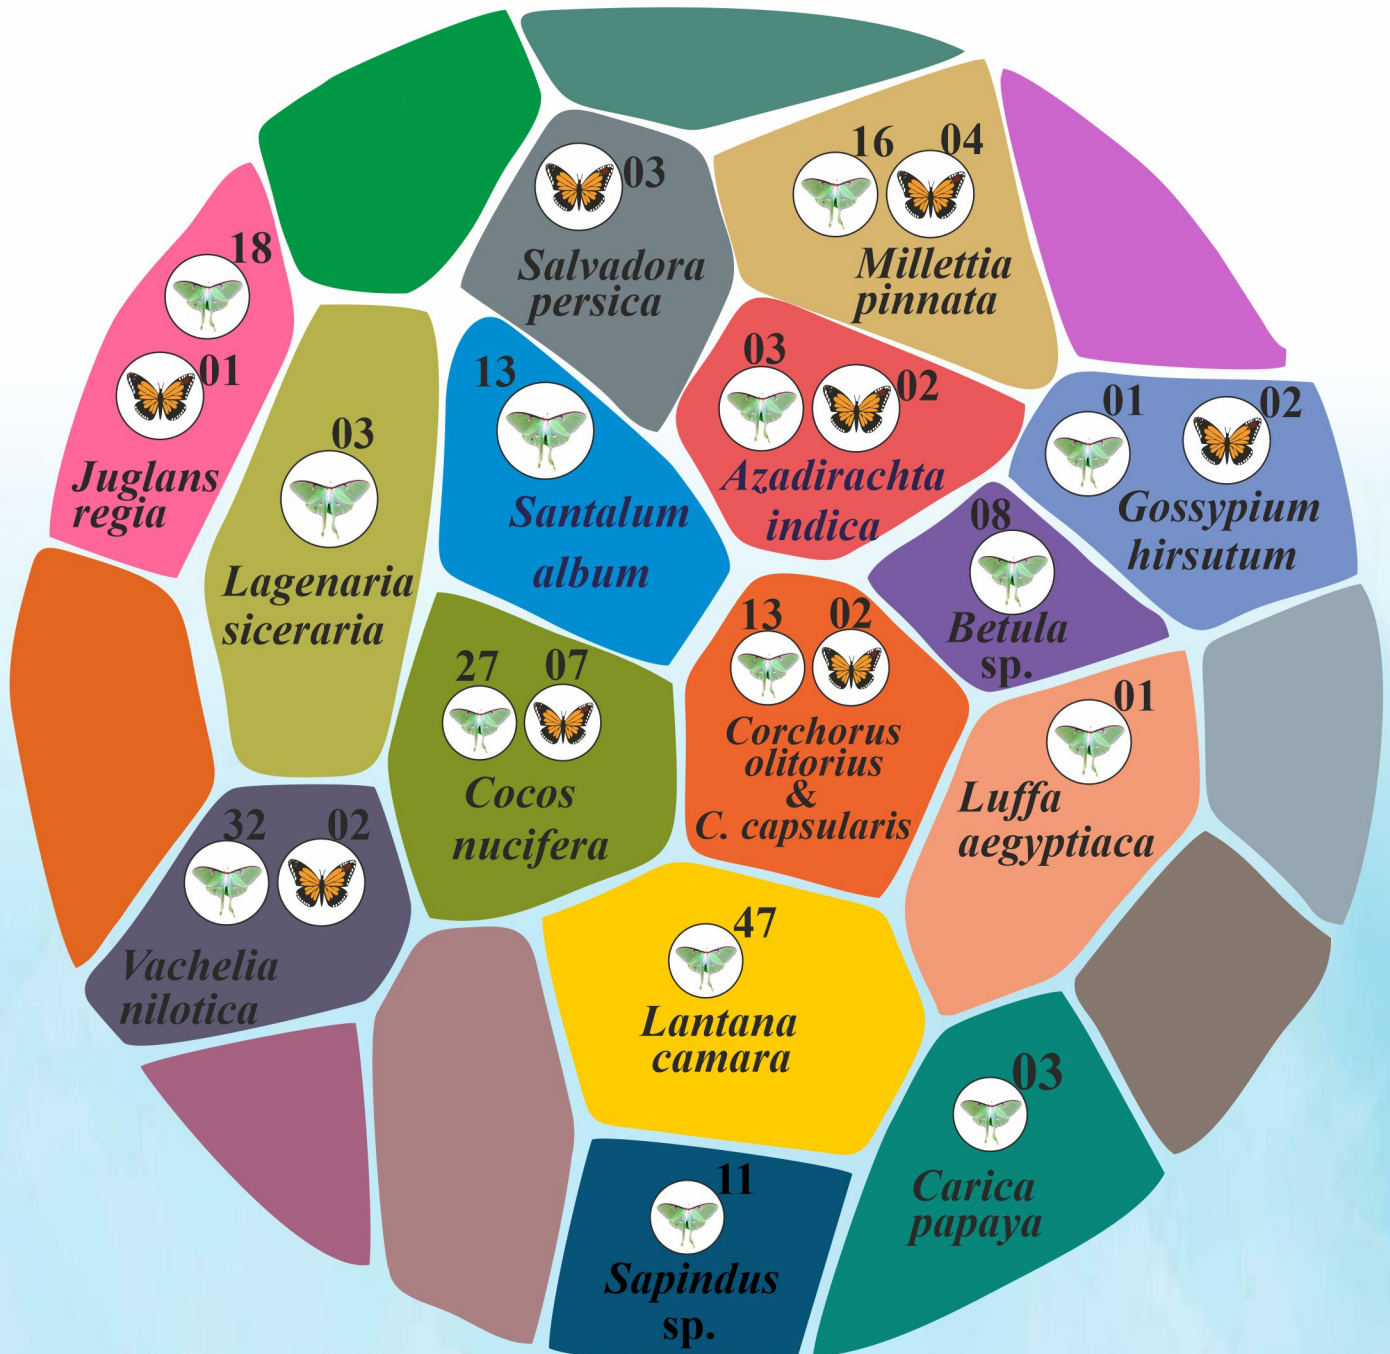 03
Salvadora
persica
16 04
Millettia
pinnata
18
01
Juglans
regia
03
Lagenaria
siceraria
13
Santalum
album
03 02
Azadirachta
indica
01 02
Gossypium
hirsutum
08
Betula
sp.
27 07
Cocos
nucifera
13 02
Corchorus
olitorius
&
C. capsularis
01
Luffa
aegyptiaca
32 02
Vachelia
nilotica
47
Lantana
camara
03
Carica
papaya
11
Sapindus
sp.